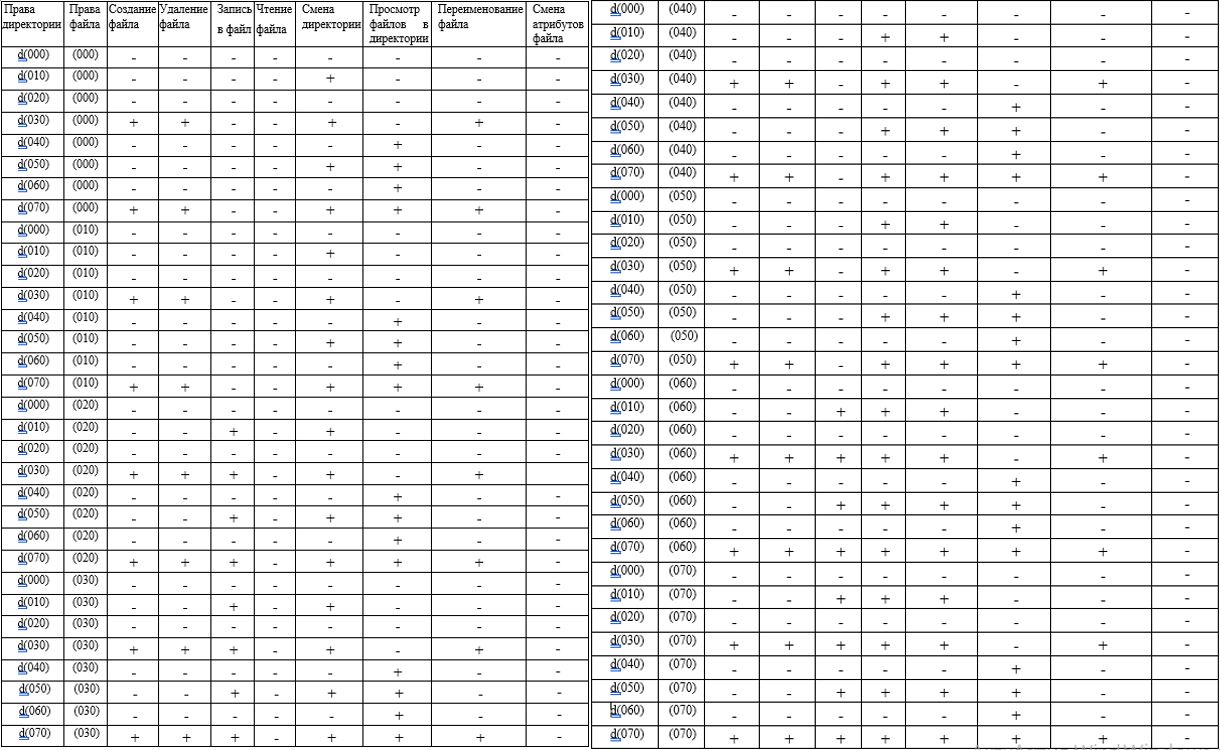 Права директории Права файла Создание файла Удаление файла Запись в файл Чтение файла Смена директории Просмотр файлов в директории Переименование файла Смена атрибутов файла
d(000) (000) - - - - - - - -
d(010) (000) - - - - + - - -
d(020) (000) - - - - - - - -
d(030) (000) + + - - + - + -
d(040) (000) - - - - - + - -
d(050) (000) - - - - + + - -
d(060) (000) - - - - - + - -
d(070) (000) + + - - + + + -
d(000) (010) - - - - - - - -
d(010) (010) - - - - + - - -
d(020) (010) - - - - - - - -
d(030) (010) + + - - + - + -
d(040) (010) - - - - - + - -
d(050) (010) - - - - + + - -
d(060) (010) - - - - - + - -
d(070) (010) + + - - + + + -
d(000) (020) - - - - - - - -
d(010) (020) - - + - + - - -
d(020) (020) - - - - - - - -
d(030) (020) + + + - + - + -
d(040) (020) - - - - - + - -
d(050) (020) - - + - + + - -
d(060) (020) - - - - - + - -
d(070) (020) + + + - + + + -
d(000) (030) - - - - - - - -
d(010) (030) - - + - + - - -
d(020) (030) - - - - - - - -
d(030) (030) + + + - + - + -
d(040) (030) - - - - - + - -
d(050) (030) - - + - + + - -
d(060) (030) - - - - - + - -
d(070) (030) + + + - + + + -
d(000) (040) - - - - - - - -
d(010) (040) - - - + + - - -
d(020) (040) - - - - - - - -
d(030) (040) + + - + + - + -
d(040) (040) - - - - - + - -
d(050) (040) - - - + + + - -
d(060) (040) - - - - - + - -
d(070) (040) + + - + + + + -
d(000) (050) - - - - - - - -
d(010) (050) - - - + + - - -
d(020) (050) - - - - - - - -
d(030) (050) + + - + + - + -
d(040) (050) - - - - - + - -
d(050) (050) - - - + + + - -
d(060) (050) - - - - - + - -
d(070) (050) + + - + + + + -
d(000) (060) - - - - - - - -
d(010) (060) - - + + + - - -
d(020) (060) - - - - - - - -
d(030) (060) + + + + + - + -
d(040) (060) - - - - - + - -
d(050) (060) - - + + + + - -
d(060) (060) - - - - - + - -
d(070) (060) + + + + + + + -
d(000) (070) - - - - - - - -
d(010) (070) - - + + + - - -
d(020) (070) - - - - - - - -
d(030) (070) + + + + + - + -
d(040) (070) - - - - - + - -
d(050) (070) - - + + + + - -
d(060) (070) - - - - - + - -
d(070) (070) + + + + + + + -